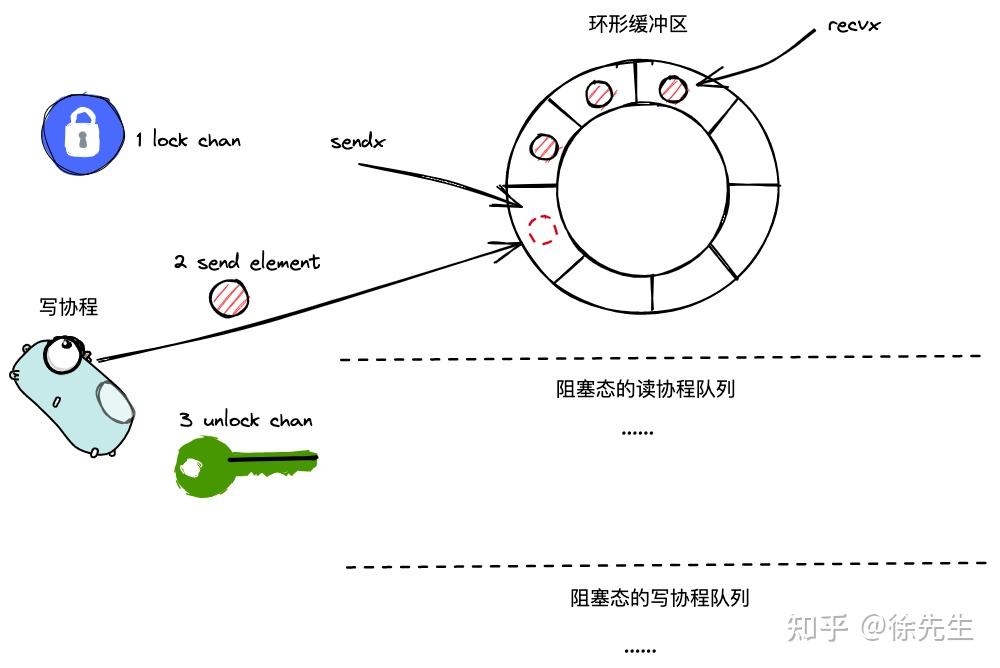 环形缓冲区
recvx
1 lock chan
sendx
2 send element
写协程
阻塞态的读协程队列
......
3 unlock chan
阻塞态的写协程队列
......
知乎 @徐先生